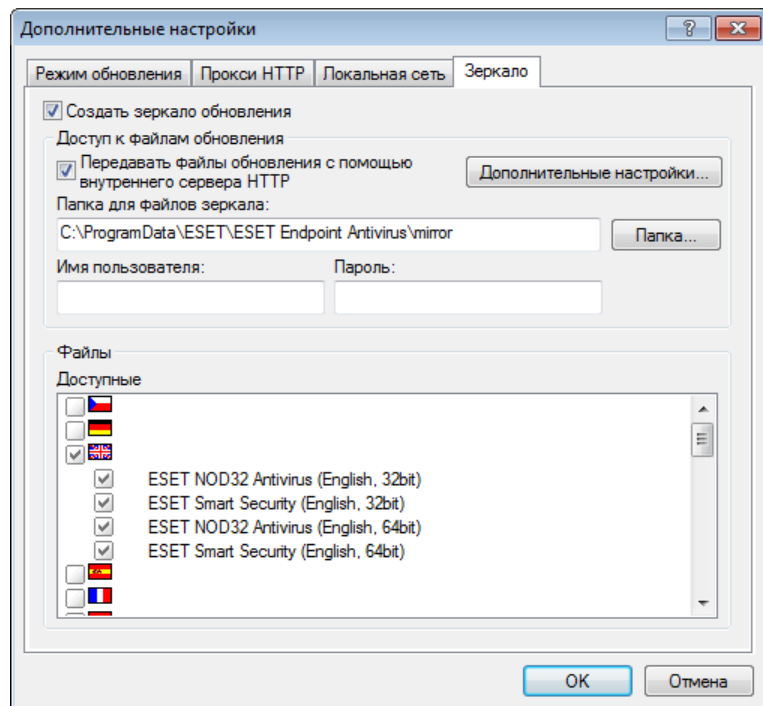 Дополнительные настройки
Режим обновления Прокси HTTP Локальная сеть Зеркало
Создать зеркало обновления
Доступ к файлам обновления
Передавать файлы обновления с помощью
внутреннего сервера HTTP
Дополнительные настройки...
Папка для файлов зеркала:
C:\ProgramData\ESET\ESET Endpoint Antivirus\mirror
Папка...
Имя пользователя: Пароль:
Файлы
Доступные
ESET NOD32 Antivirus (English, 32bit)
ESET Smart Security (English, 32bit)
ESET NOD32 Antivirus (English, 64bit)
ESET Smart Security (English, 64bit)
OK Отмена